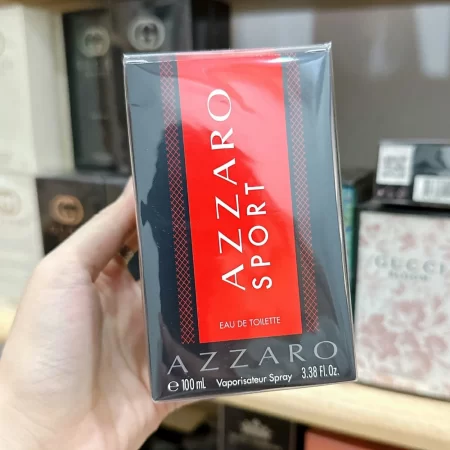 AZZARO
SPORT
EAU DE TOILETTE
AZZARO
℮ 100 mL Vaporisateur Spray 3.38 Fl. Oz.
GUCCI